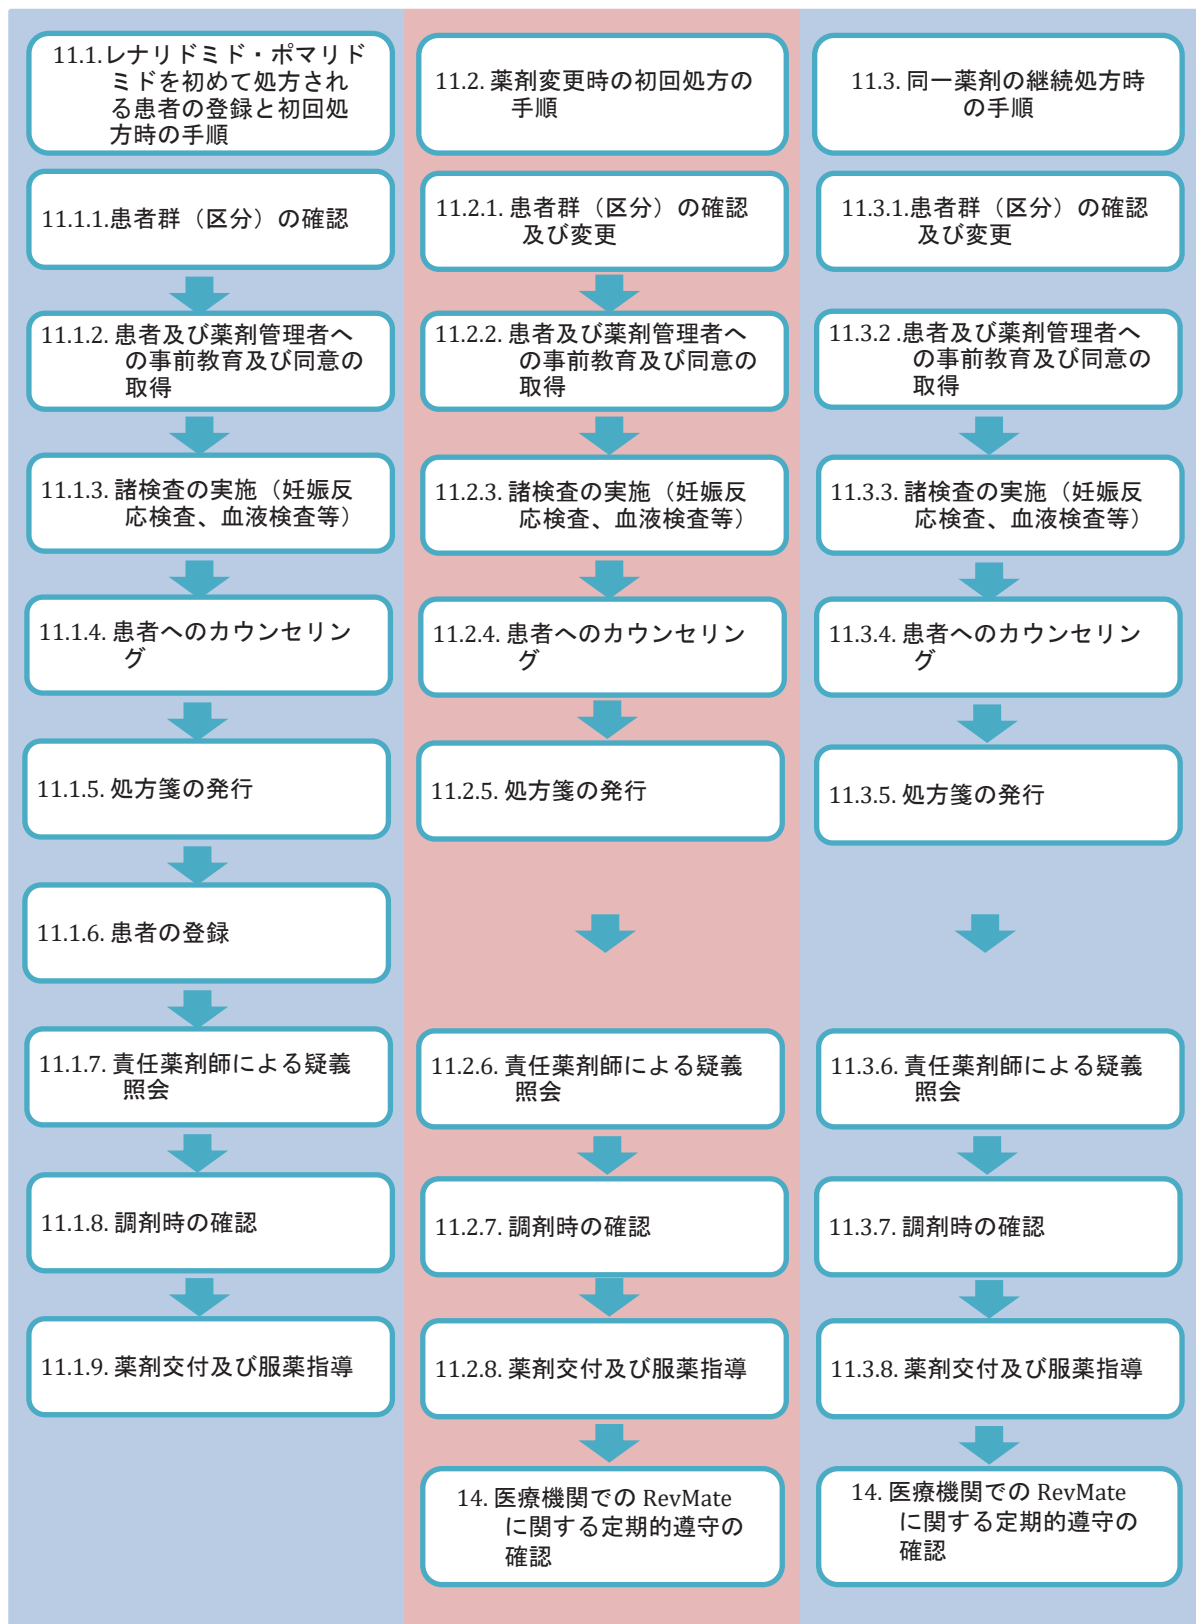 11.1.レナリドミド・ポマリド
ミドを初めて処方され
る患者の登録と初回処
方時の手順
11.1.1.患者群（区分）の確認
11.1.2. 患者及び薬剤管理者へ
の事前教育及び同意の
取得
11.1.3. 諸検査の実施（妊娠反
応検査、血液検査等）
11.1.4. 患者へのカウンセリン
グ
11.1.5. 処方箋の発行
11.1.6. 患者の登録
11.1.7. 責任薬剤師による疑義
照会
11.1.8. 調剤時の確認
11.1.9. 薬剤交付及び服薬指導
11.2. 薬剤変更時の初回処方の
手順
11.2.1. 患者群（区分）の確認
及び変更
11.2.2. 患者及び薬剤管理者へ
の事前教育及び同意の
取得
11.2.3. 諸検査の実施（妊娠反
応検査、血液検査等）
11.2.4. 患者へのカウンセリン
グ
11.2.5. 処方箋の発行
11.2.6. 責任薬剤師による疑義
照会
11.2.7. 調剤時の確認
11.2.8. 薬剤交付及び服薬指導
14. 医療機関での RevMate
に関する定期的遵守の
確認
11.3. 同一薬剤の継続処方時
の手順
11.3.1.患者群（区分）の確認
及び変更
11.3.2 .患者及び薬剤管理者へ
の事前教育及び同意の
取得
11.3.3. 諸検査の実施（妊娠反
応検査、血液検査等）
11.3.4. 患者へのカウンセリン
グ
11.3.5. 処方箋の発行
11.3.6. 責任薬剤師による疑義
照会
11.3.7. 調剤時の確認
11.3.8. 薬剤交付及び服薬指導
14. 医療機関での RevMate
に関する定期的遵守の
確認